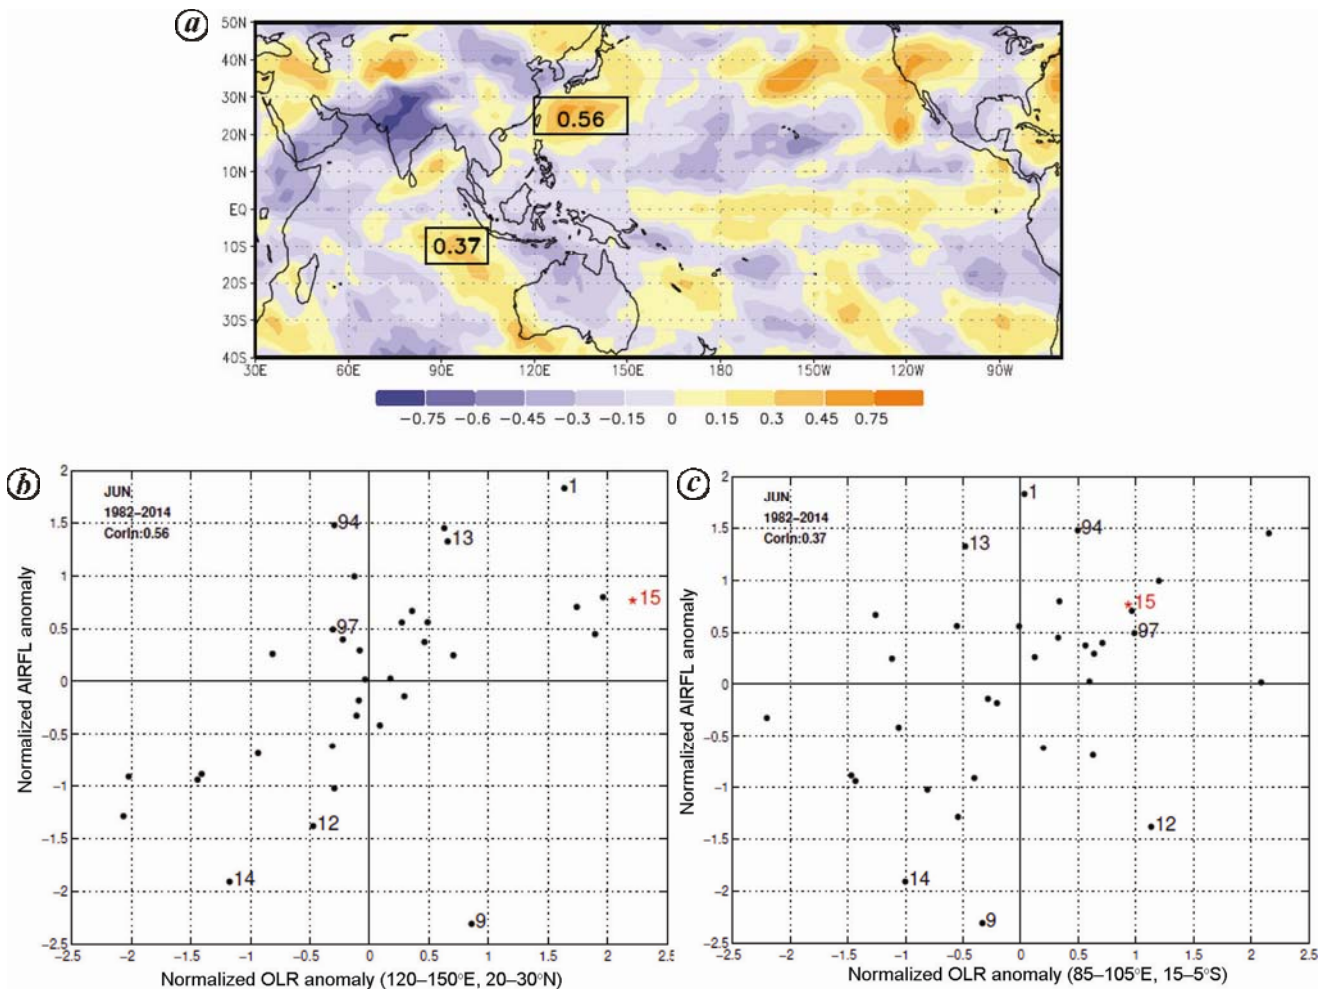 a
50N
40N
30N
20N
10N
EQ
10S
20S
30S
40S
0.56
0.37
30E 60E 90E 120E 150E 180 150W 120W 90W
−0.75 −0.6 −0.45 −0.3 −0.15 0 0.15 0.3 0.45 0.75
b
Normalized AIRFL anomaly
2
1.5
1
0.5
0
−0.5
−1
−1.5
−2
−2.5
JUN
1982−2014
Corln:0.56
1
94
13
15
97
12
14
9
−2.5 −2 −1.5 −1 −0.5 0 0.5 1 1.5 2 2.5
Normalized OLR anomaly (120–150°E, 20–30°N)
c
Normalized AIRFL anomaly
2
1.5
1
0.5
0
−0.5
−1
−1.5
−2
−2.5
JUN
1982−2014
Corln:0.37
1
94
13
15
97
12
14
9
−2.5 −2 −1.5 −1 −0.5 0 0.5 1 1.5 2 2.5
Normalized OLR anomaly (85–105°E, 15–5°S)